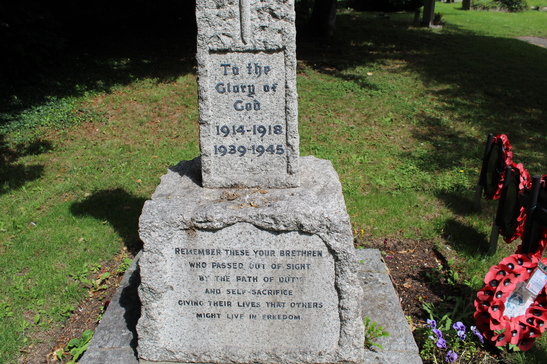 To the
Glory of
God
1914-1918
1939-1945
Remember these your brethren
who passed out of sight
by the path of duty
and self-sacrifice
giving their lives that others
might live in freedom.